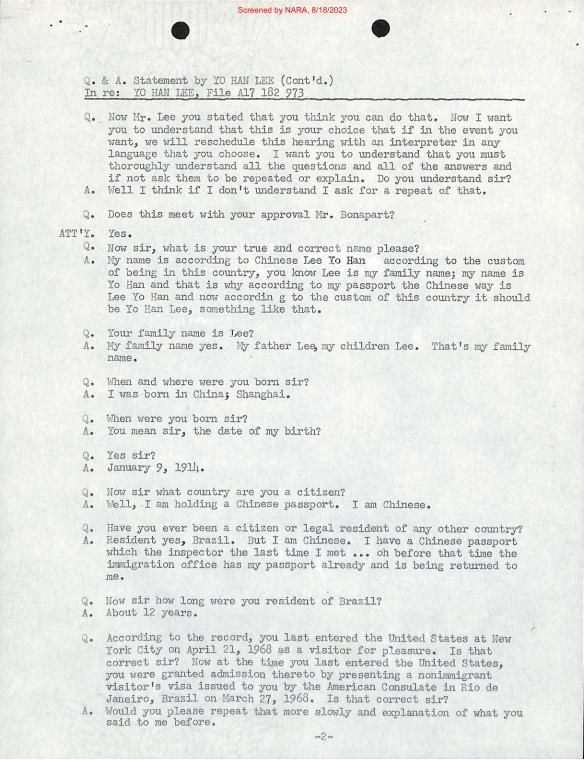 Screened by NARA, 8/18/2023
Q. & A. Statement by YO HAN LEE (Cont'd.)
In re: YO HAN LEE, File A17 182 973
Q. Now Mr. Lee you stated that you think you can do that. Now I want
you to understand that this is your choice that if in the event you
want, we will reschedule this hearing with an interpreter in any
language that you choose. I want you to understand that you must
thoroughly understand all the questions and all of the answers and
if not ask them to be repeated or explain. Do you understand sir?
A. Well I think if I don't understand I ask for a repeat of that.
Q. Does this meet with your approval Mr. Bonapart?
ATT'Y. Yes.
Q. Now sir, what is your true and correct name please?
A. My name is according to Chinese Lee Yo Han according to the custom
of being in this country, you know Lee is my family name; my name is
Yo Han and that is why according to my passport the Chinese way is
Lee Yo Han and now accordin g to the custom of this country it should
be Yo Han Lee, something like that.
Q. Your family name is Lee?
A. My family name yes. My father Lee, my children Lee. That's my family
name.
Q. When and where were you born sir?
A. I was born in China; Shanghai.
Q. When were you born sir?
A. You mean sir, the date of my birth?
Q. Yes sir?
A. January 9, 1914.
Q. Now sir what country are you a citizen?
A. Well, I am holding a Chinese passport. I am Chinese.
Q. Have you ever been a citizen or legal resident of any other country?
A. Resident yes, Brazil. But I am Chinese. I have a Chinese passport
which the inspector the last time I met ... oh before that time the
immigration office has my passport already and is being returned to
me.
Q. Now sir how long were you resident of Brazil?
A. About 12 years.
Q. According to the record, you last entered the United States at New
York City on April 21, 1968 as a visitor for pleasure. Is that
correct sir? Now at the time you last entered the United States,
you were granted admission thereto by presenting a nonimmigrant
visitor's visa issued to you by the American Consulate in Rio de
Janeiro, Brazil on March 27, 1968. Is that correct sir?
A. Would you please repeat that more slowly and explanation of what you
said to me before.
-2-